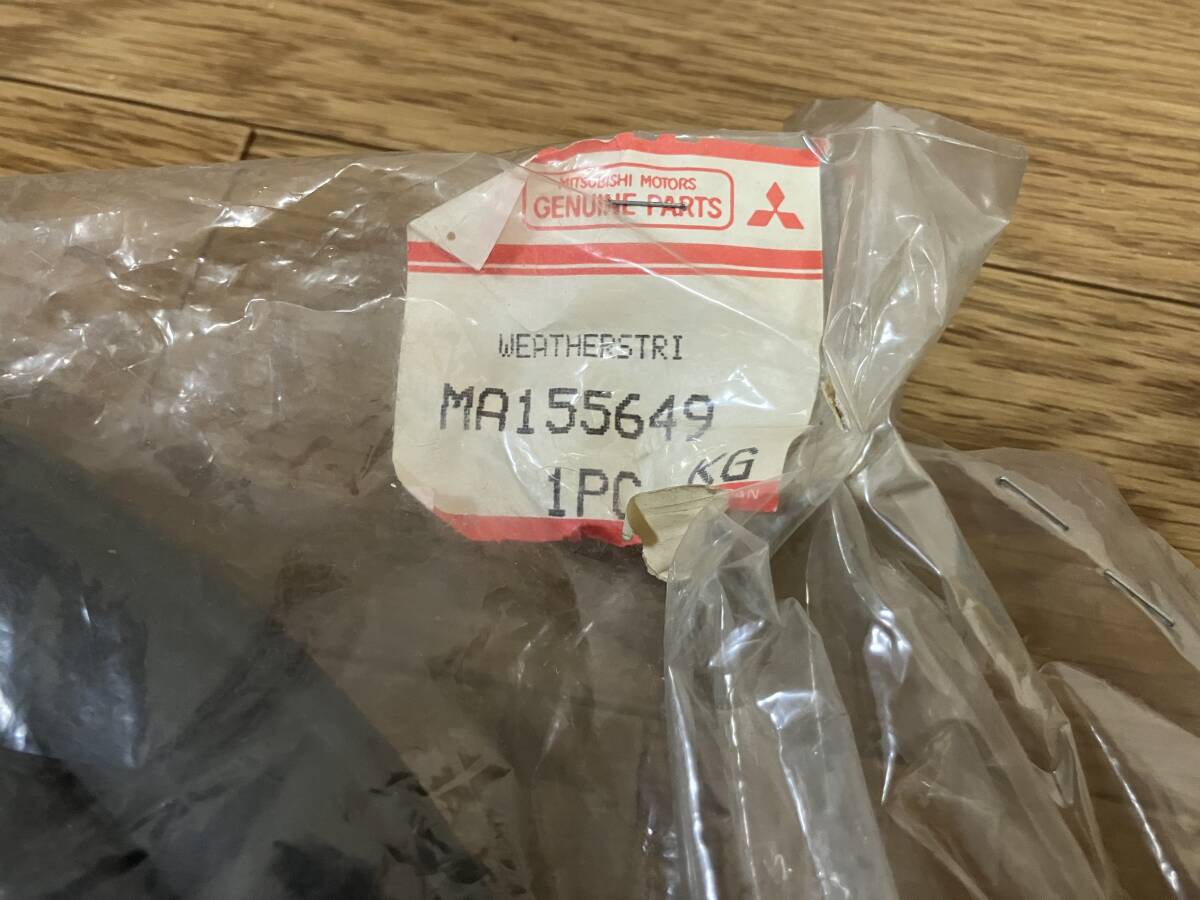 MITSUBISHI MOTORS
GENUINE PARTS
WEATHERSTRI
MA155649
1PC KG